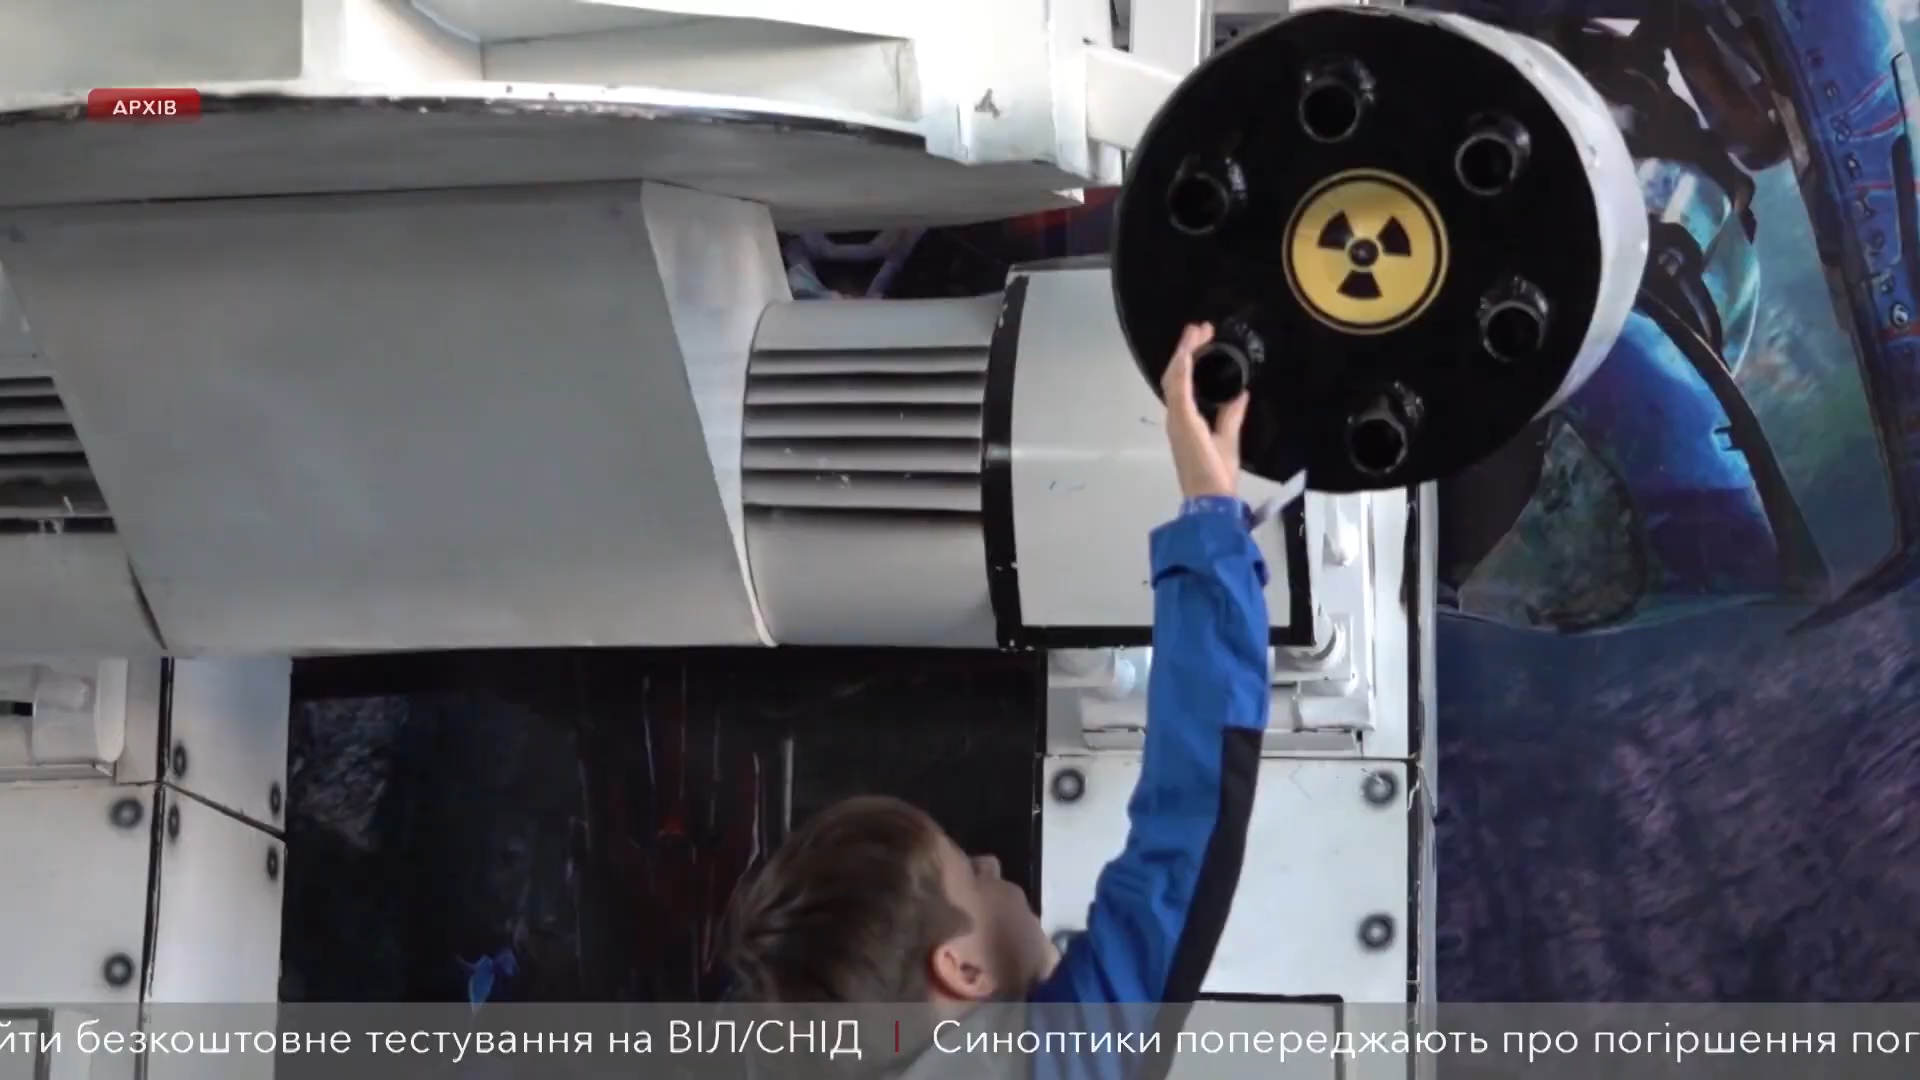 АРХІВ
йти безкоштовне тестування на ВІЛ/СНІД | Синоптики попереджають про погіршення пог